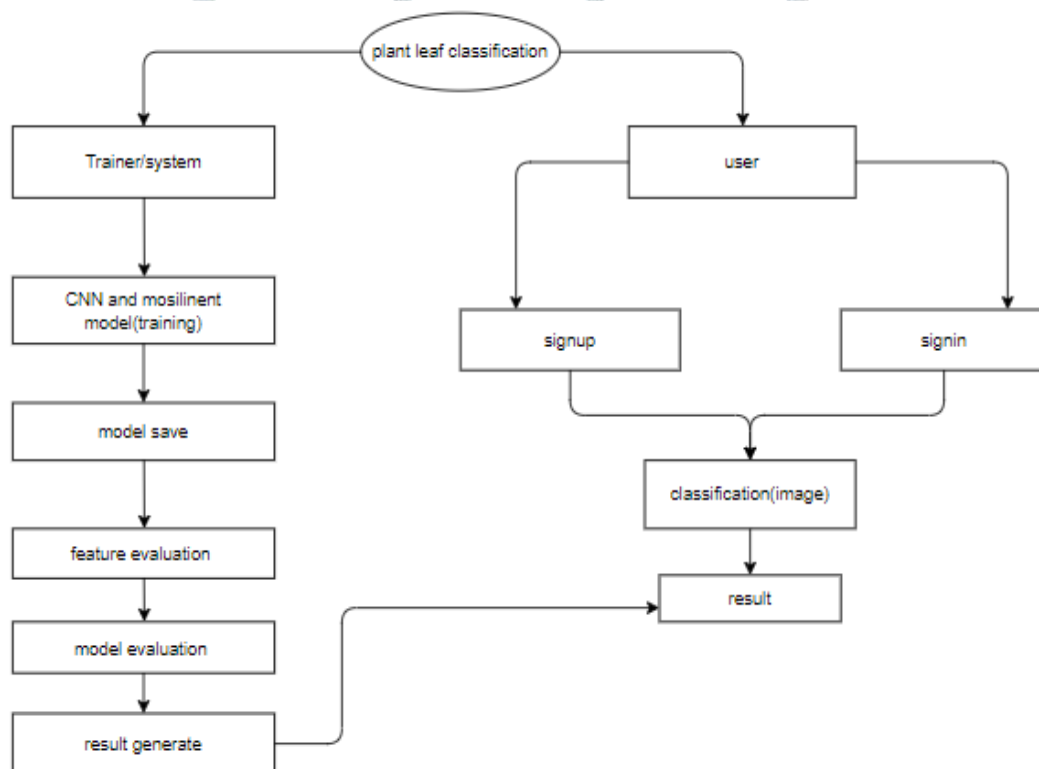 plant leaf classification
Trainer/system
user
CNN and mosilinent
model(training)
signup
signin
model save
classification(image)
feature evaluation
result
model evaluation
result generate